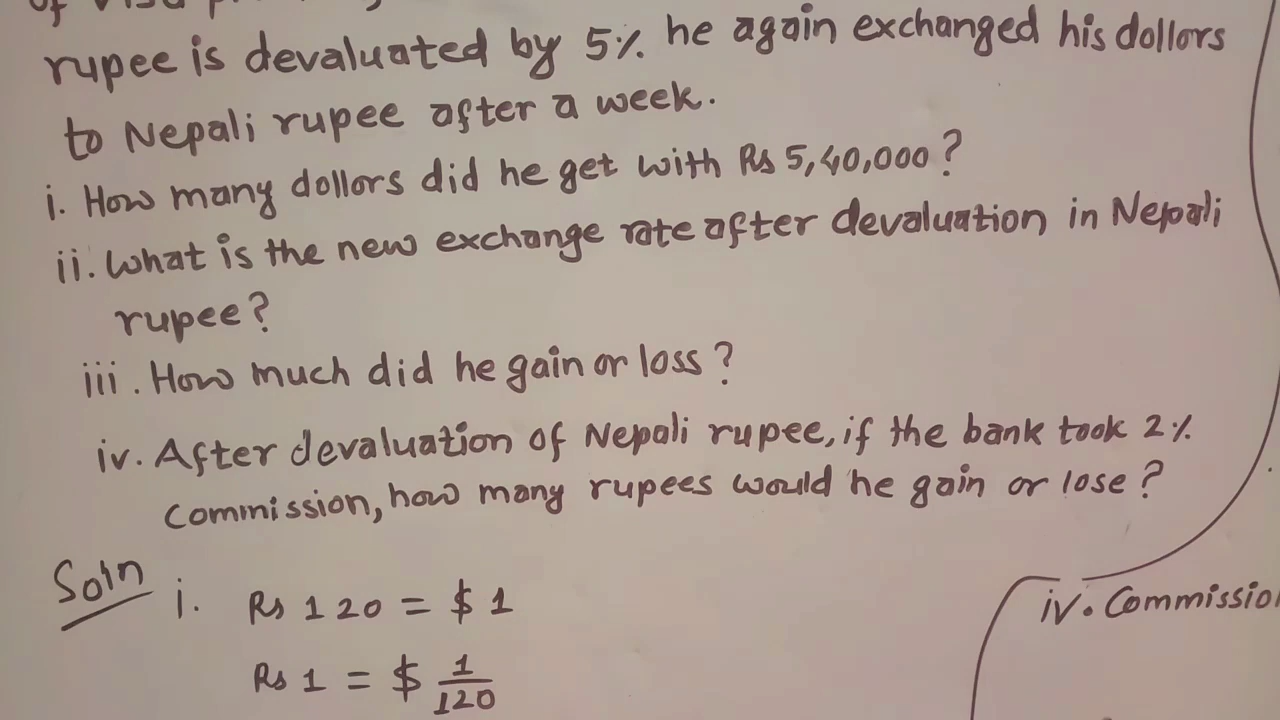 rupee is devaluated by 5% he again exchanged his dollors
to Nepali rupee after a week.
i. How many dollors did he get with Rs 5,40,000?
ii. What is the new exchange rate after devaluation in Nepali
rupee?
iii. How much did he gain or loss?
iv. After devaluation of Nepali rupee, if the bank took 2%
Commission, how many rupees would he gain or lose?
Soln
i. Rs 120 = $ 1
Rs 1 = $ 1/120
iv. Commissio